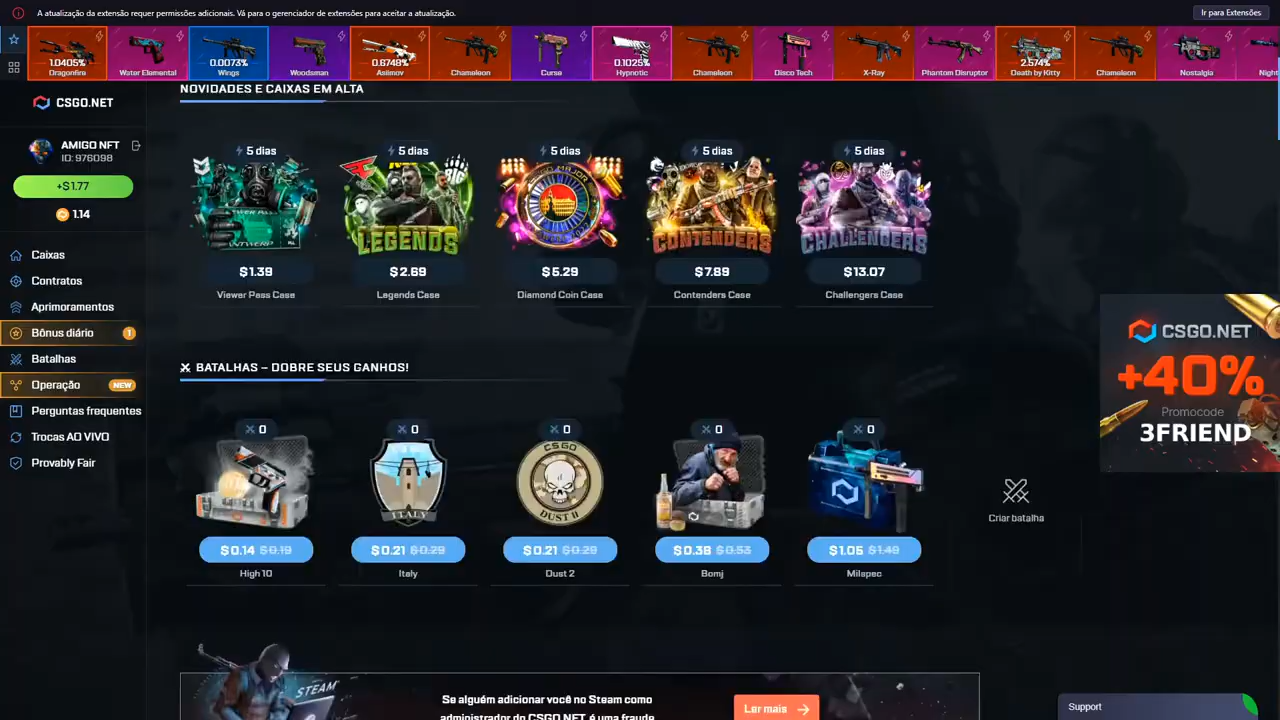 A atualização da extensão requer permissões adicionais. Vá para o gerenciador de extensões para aceitar a atualização.
Ir para Extensões
1.0405%
Dragonfire
Water Elemental
0.0073%
Wings
Woodsman
0.6748%
Asiimov
Chameleon
Curse
0.1025%
Hypnotic
Chameleon
Disco Tech
X-Ray
Phantom Disruptor
2.574%
Death by Kitty
Chameleon
Nostalgia
CSGO.NET
AMIGO NFT
ID: 976098
+$1.77
1.14
Caixas
Contratos
Aprimoramentos
Bônus diário 1
Batalhas
Operação NEW
Perguntas frequentes
Trocas AO VIVO
Provably Fair
NOVIDADES E CAIXAS EM ALTA
5 dias
5 dias
5 dias
5 dias
5 dias
LEGENDS
CONTENDERS
CHALLENGERS
$1.39
$2.69
$5.29
$7.89
$13.07
Viewer Pass Case
Legends Case
Diamond Coin Case
Contenders Case
Challengers Case
BATALHAS – DOBRE SEUS GANHOS!
0
0
0
0
0
ITALY
CS GO
DUST II
$0.14 $0.19
$0.21 $0.29
$0.21 $0.29
$0.38 $0.53
$1.05 $1.49
High 10
Italy
Dust 2
Bomj
Milspec
Criar batalha
CSGO.NET
+40%
Promocode
3FRIEND
STEAM
Se alguém adicionar você no Steam como
administrador do CSGO.NET, é uma fraude
Ler mais
Support